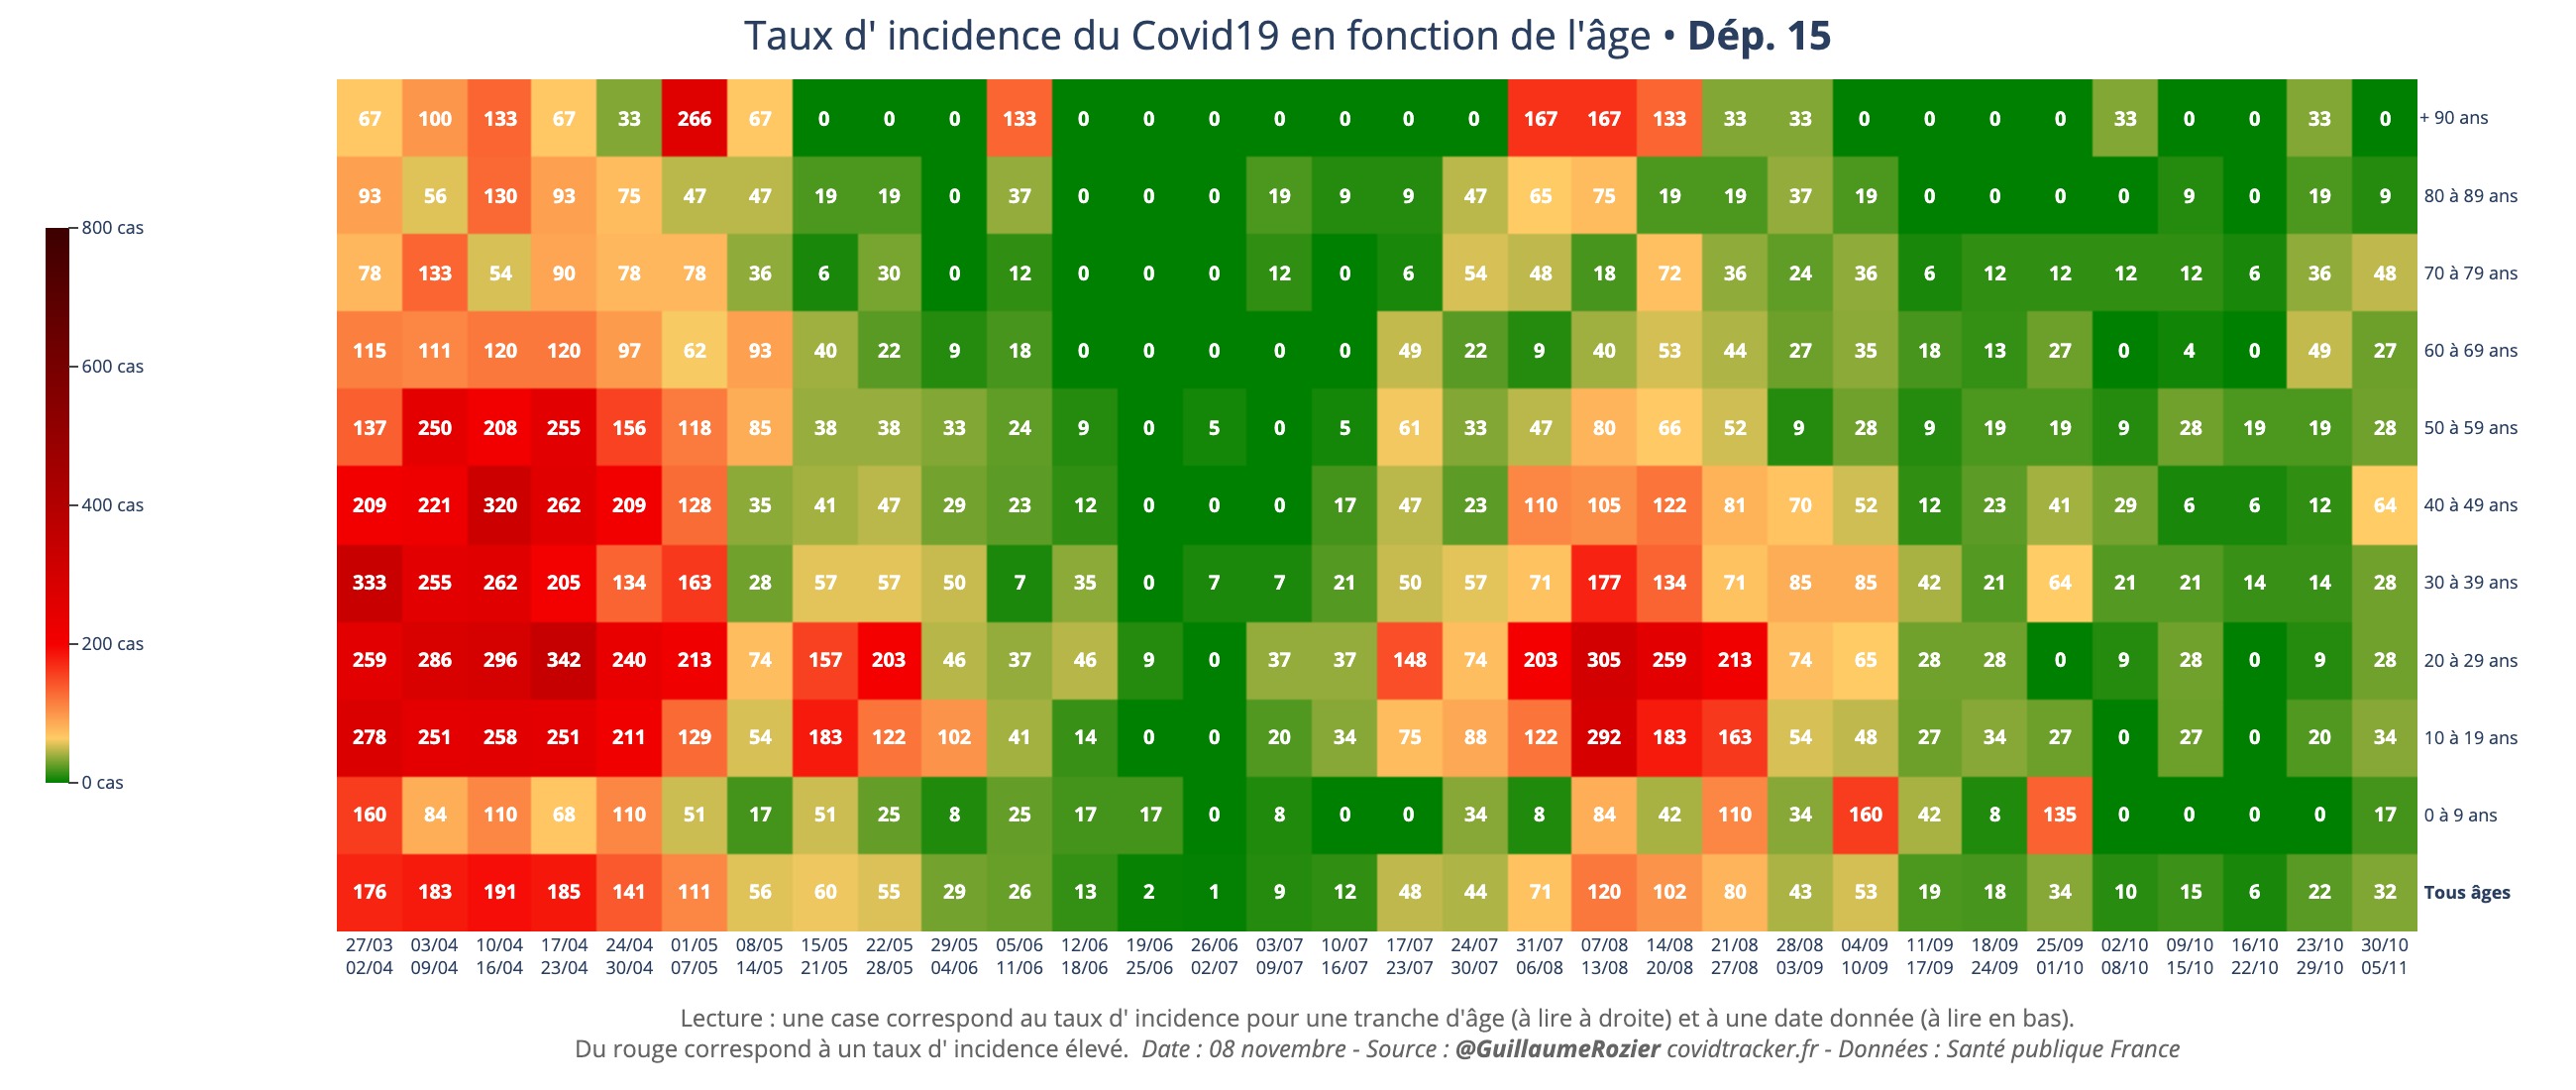 Taux d' incidence du Covid19 en fonction de l'âge • Dép. 15
67 100 133 67 33 266 67 0 0 0 133 0 0 0 0 0 0 0 167 167 133 33 33 0 0 0 0 33 0 0 33 0 + 90 ans
93 56 130 93 75 47 47 19 19 0 37 0 0 0 19 9 9 47 65 75 19 19 37 19 0 0 0 0 9 0 19 9 80 à 89 ans
78 133 54 90 78 78 36 6 30 0 12 0 0 0 12 0 6 54 48 18 72 36 24 36 6 12 12 12 12 6 36 48 70 à 79 ans
115 111 120 120 97 62 93 40 22 9 18 0 0 0 0 0 49 22 9 40 53 44 27 35 18 13 27 0 4 0 49 27 60 à 69 ans
137 250 208 255 156 118 85 38 38 33 24 9 0 5 0 5 61 33 47 80 66 52 9 28 9 19 19 9 28 19 19 28 50 à 59 ans
209 221 320 262 209 128 35 41 47 29 23 12 0 0 0 17 47 23 110 105 122 81 70 52 12 23 41 29 6 6 12 64 40 à 49 ans
333 255 262 205 134 163 28 57 57 50 7 35 0 7 7 21 50 57 71 177 134 71 85 85 42 21 64 21 21 14 14 28 30 à 39 ans
259 286 296 342 240 213 74 157 203 46 37 46 9 0 37 37 148 74 203 305 259 213 74 65 28 28 0 9 28 0 9 28 20 à 29 ans
278 251 258 251 211 129 54 183 122 102 41 14 0 0 20 34 75 88 122 292 183 163 54 48 27 34 27 0 27 0 20 34 10 à 19 ans
160 84 110 68 110 51 17 51 25 8 25 17 17 0 8 0 0 34 8 84 42 110 34 160 42 8 135 0 0 0 0 17 0 à 9 ans
176 183 191 185 141 111 56 60 55 29 26 13 2 1 9 12 48 44 71 120 102 80 43 53 19 18 34 10 15 6 22 32 Tous âges
27/03 03/04 10/04 17/04 24/04 01/05 08/05 15/05 22/05 29/05 05/06 12/06 19/06 26/06 03/07 10/07 17/07 24/07 31/07 07/08 14/08 21/08 28/08 04/09 11/09 18/09 25/09 02/10 09/10 16/10 23/10 30/10
02/04 09/04 16/04 23/04 30/04 07/05 14/05 21/05 28/05 04/06 11/06 18/06 25/06 02/07 09/07 16/07 23/07 30/07 06/08 13/08 20/08 27/08 03/09 10/09 17/09 24/09 01/10 08/10 15/10 22/10 29/10 05/11
800 cas
600 cas
400 cas
200 cas
0 cas
Lecture : une case correspond au taux d' incidence pour une tranche d'âge (à lire à droite) et à une date donnée (à lire en bas).
Du rouge correspond à un taux d' incidence élevé. Date : 08 novembre - Source : @GuillaumeRozier covidtracker.fr - Données : Santé publique France